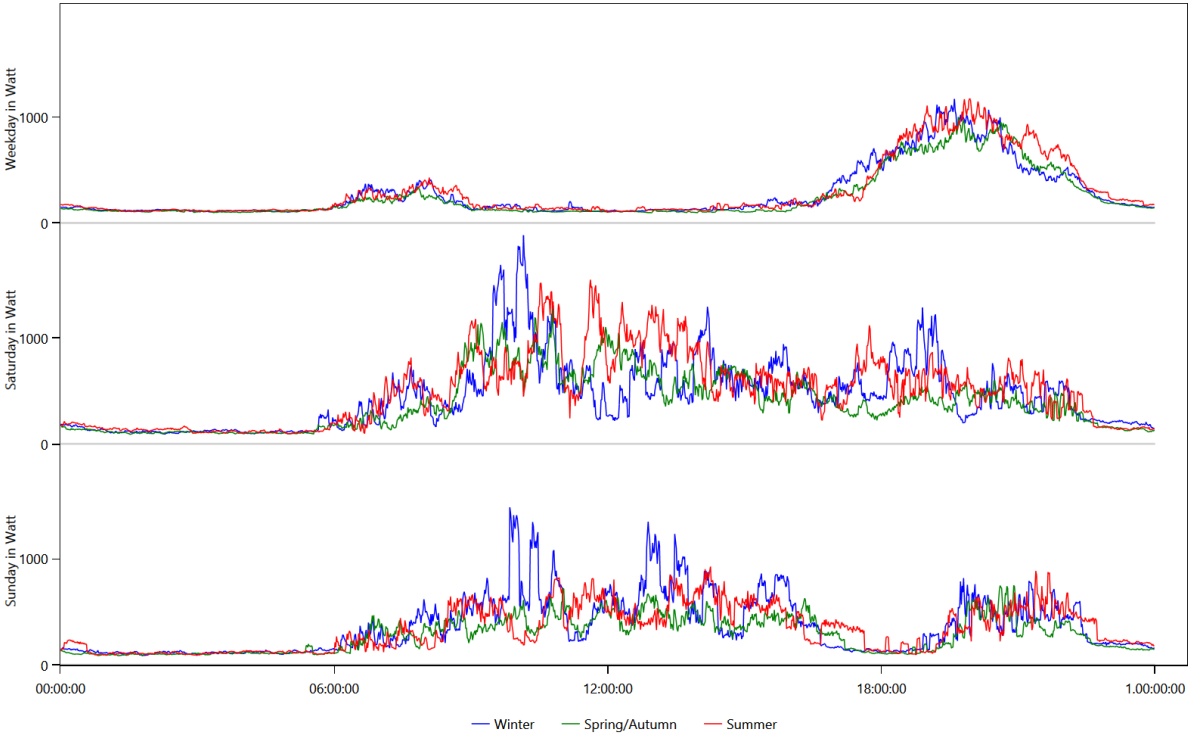 Weekday in Watt
1000
0
Saturday in Watt
1000
0
Sunday in Watt
1000
0
00:00:00 06:00:00 12:00:00 18:00:00 1.00:00:00
Winter Spring/Autumn Summer